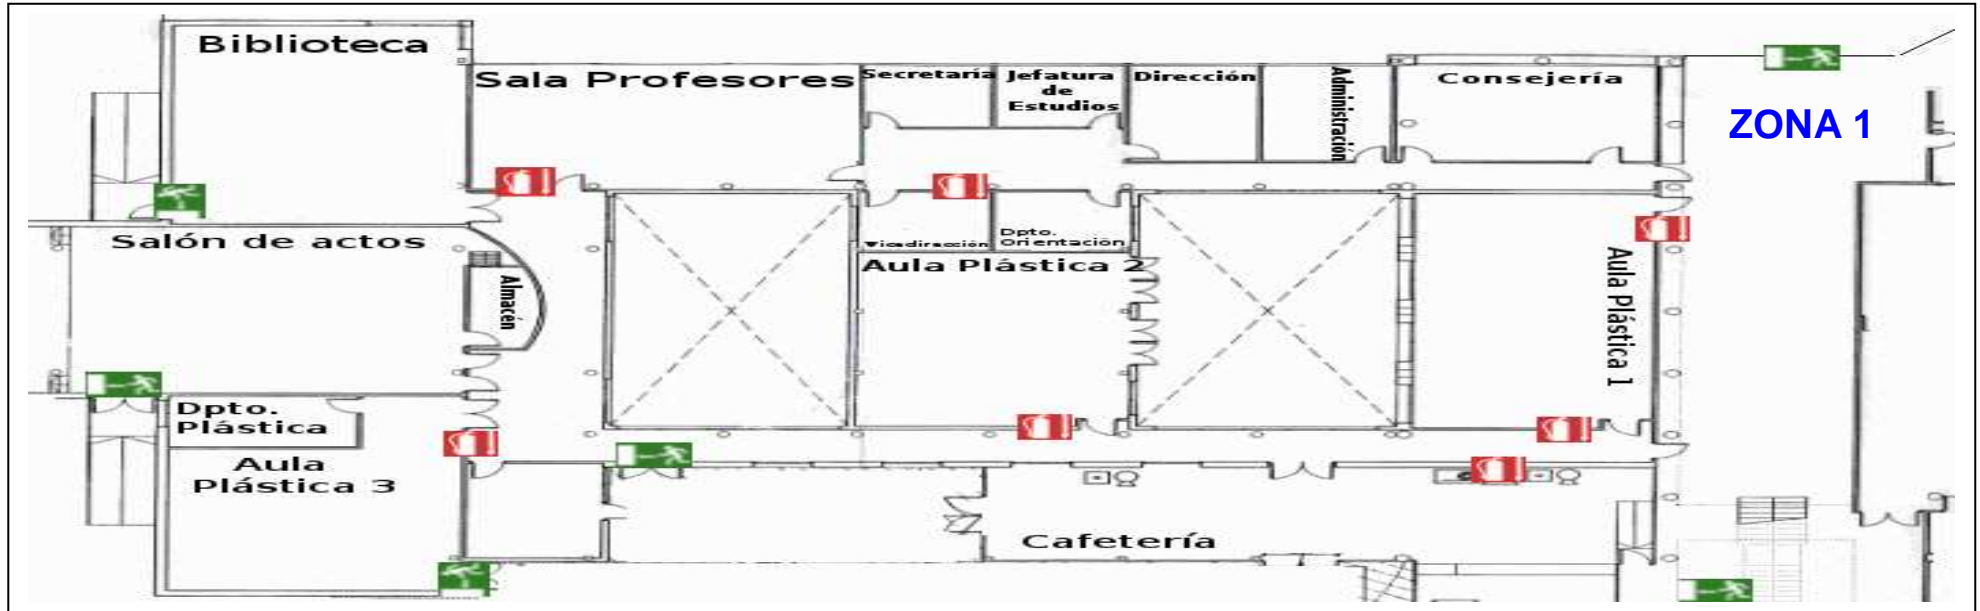 Biblioteca
Sala Profesores
Secretaría
Jefatura
de
Estudios
Dirección
Administración
Consejería
ZONA 1
Salón de actos
Almacén
Vicedirección
Dpto.
Orientación
Aula Plástica 2
Aula Plástica 1
Dpto.
Plástica
Aula
Plástica 3
Cafetería